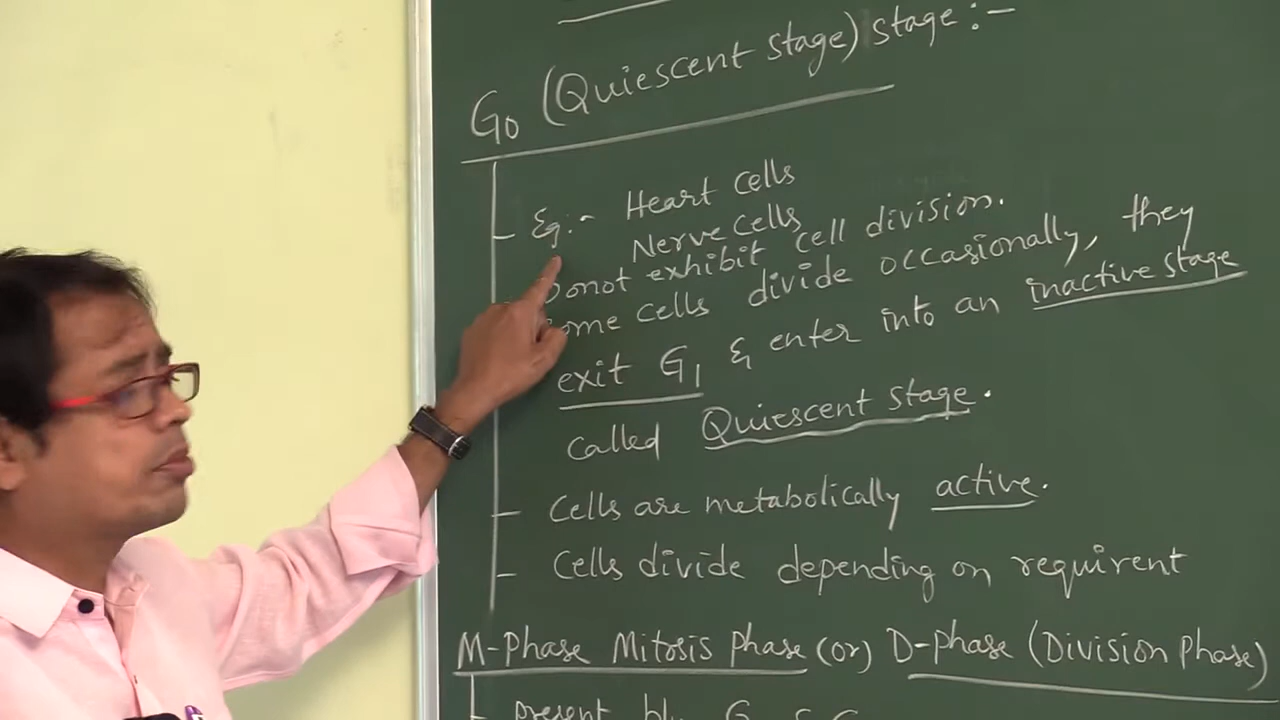 G0 (Quiescent stage) stage:-
Eg:- Heart cells
Nerve cells
Donot exhibit cell division.
Some cells divide occasionally, they
exit G1 & enter into an inactive stage
called Quiescent stage.
- Cells are metabolically active.
- Cells divide depending on requirent
M-Phase Mitosis Phase (or) D-phase (Division Phase)
- present b/w G